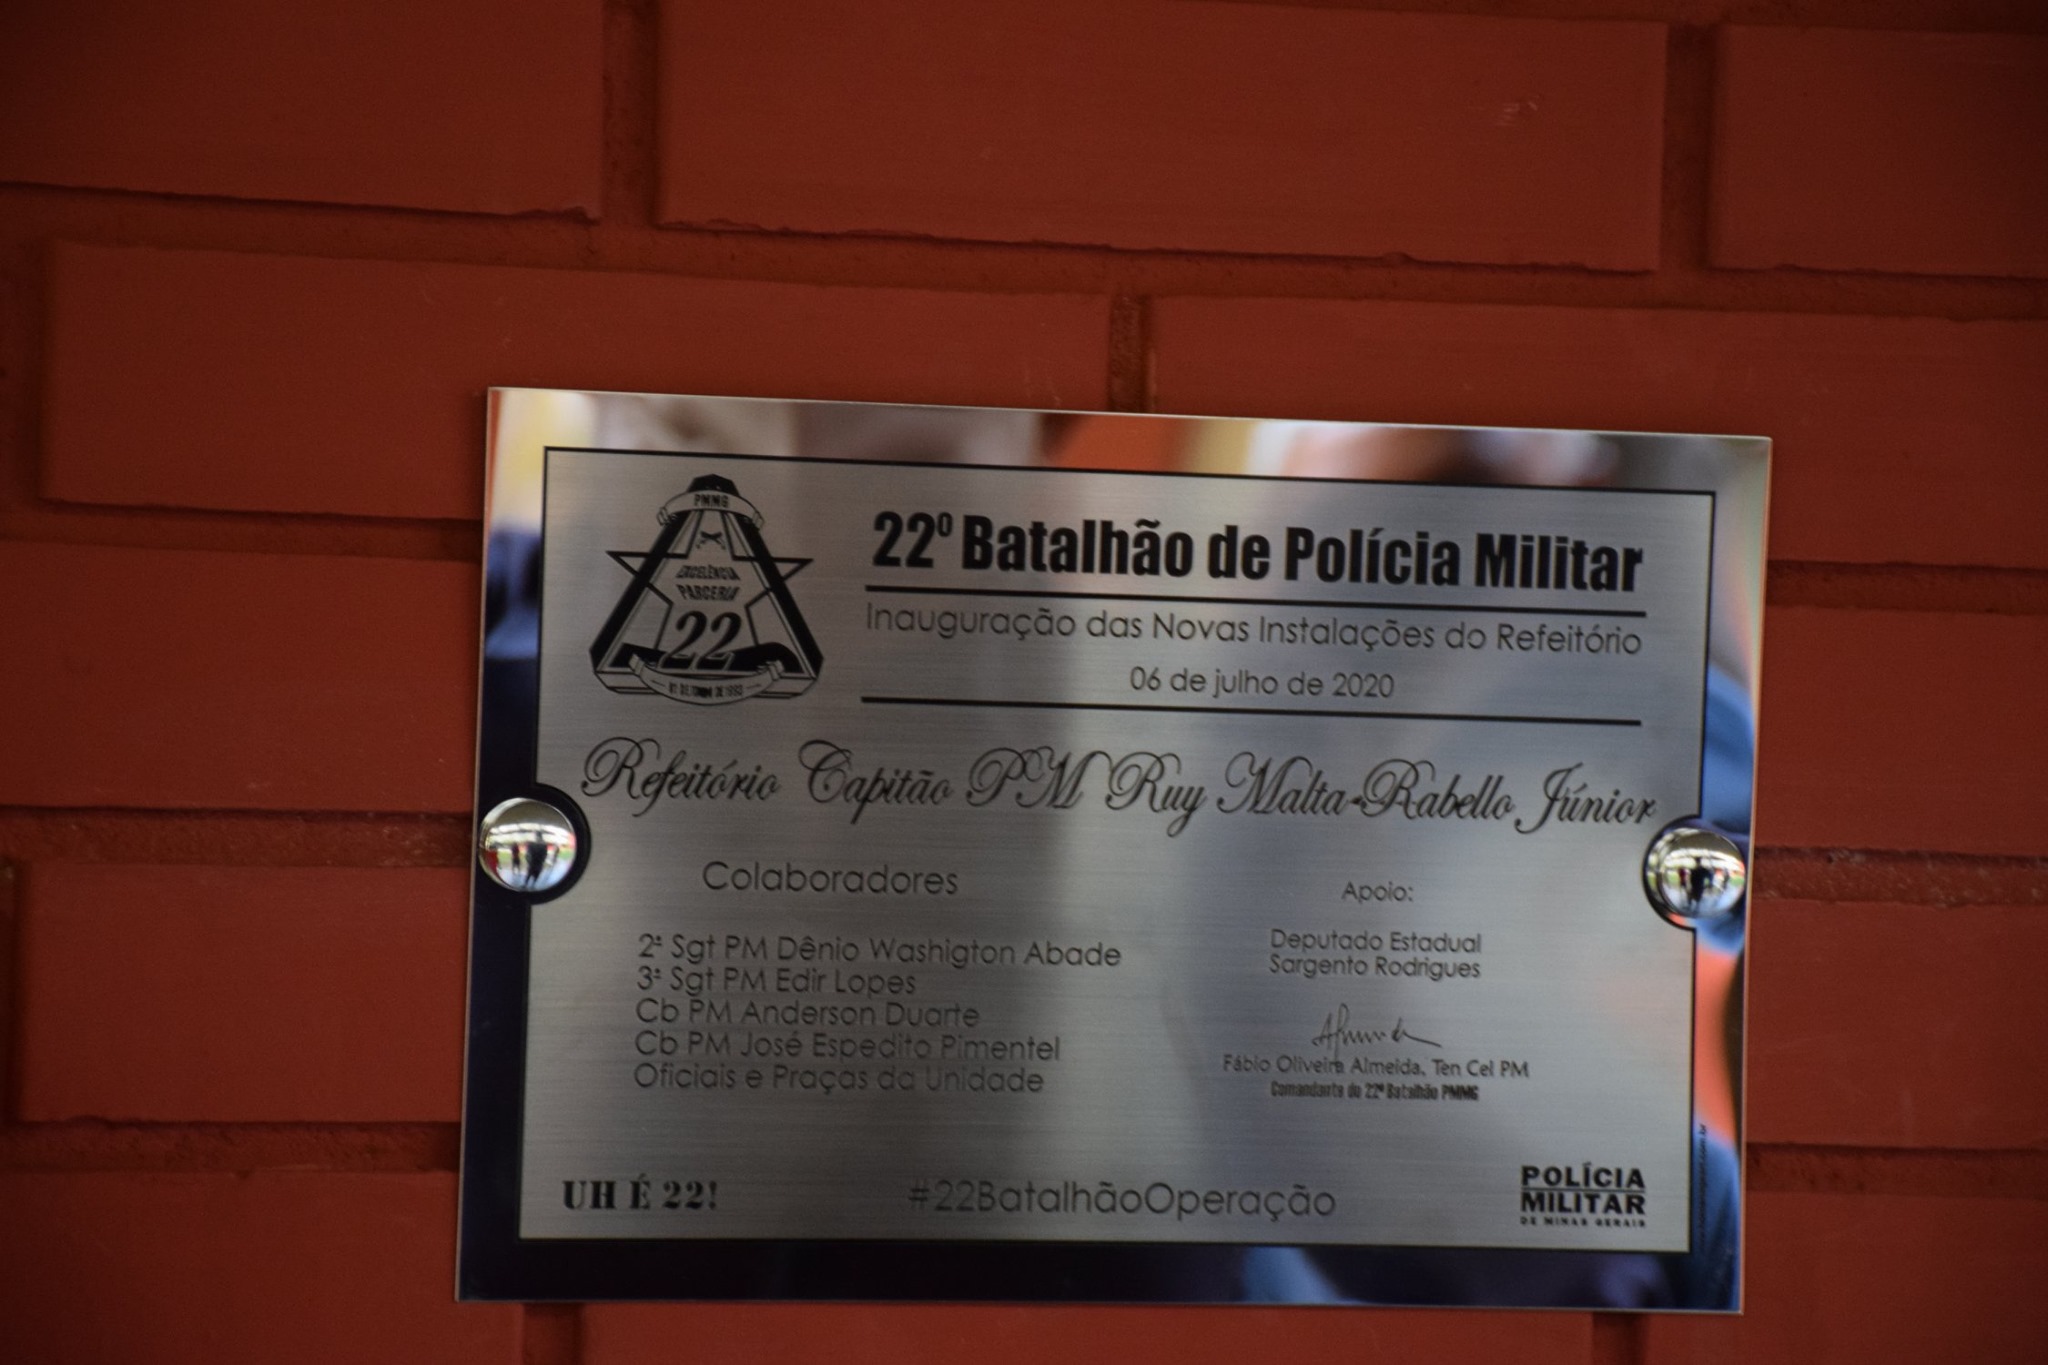 PMMG
EXCELÊNCIA
PARCERIA
22
22º Batalhão de Polícia Militar
Inauguração das Novas Instalações do Refeitório
06 de julho de 2020
Refeitório Capitão PM Ruy Malta Rabello Júnior
Colaboradores
2º Sgt PM Dênio Washigton Abade
3º Sgt PM Edir Lopes
Cb PM Anderson Duarte
Cb PM José Espedito Pimentel
Oficiais e Praças da Unidade
Apoio:
Deputado Estadual
Sargento Rodrigues
Fábio Oliveira Almeida, Ten Cel PM
Comandante do 22º Batalhão PMMG
UH É 22!
#22BatalhãoOperação
POLÍCIA
MILITAR
DE MINAS GERAIS